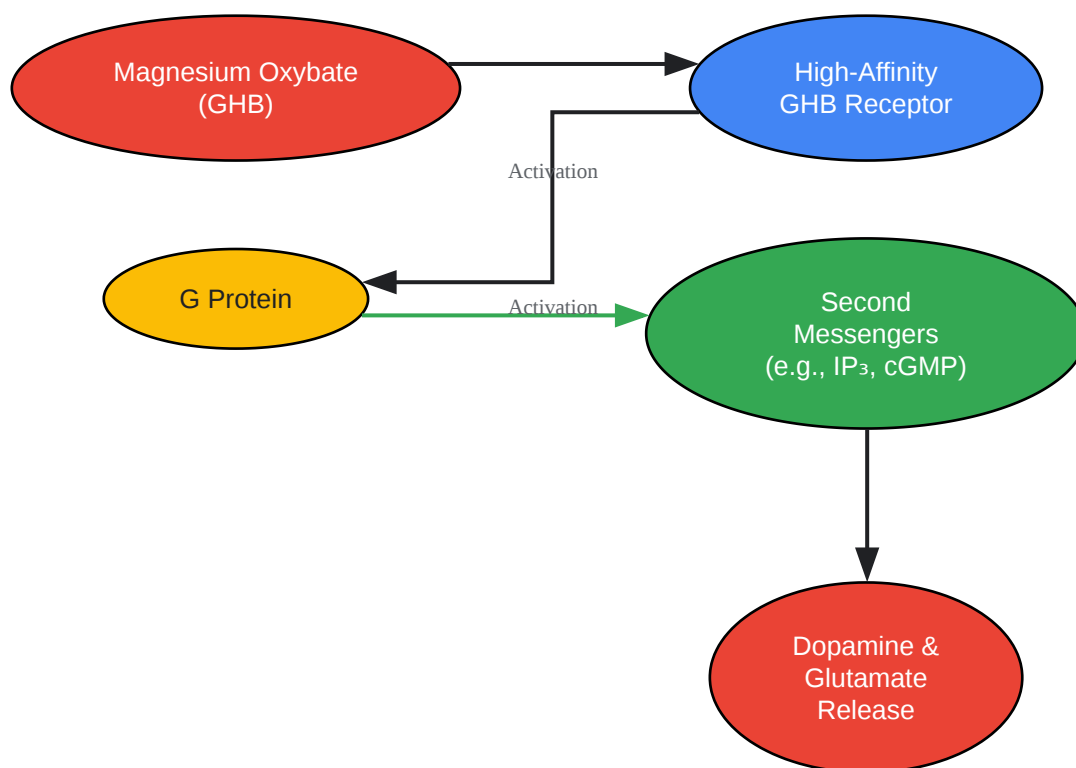 Magnesium Oxybate
(GHB)
High-Affinity
GHB Receptor
Activation
G Protein
Activation
Second
Messengers
(e.g., IP₃, cGMP)
Dopamine &
Glutamate
Release